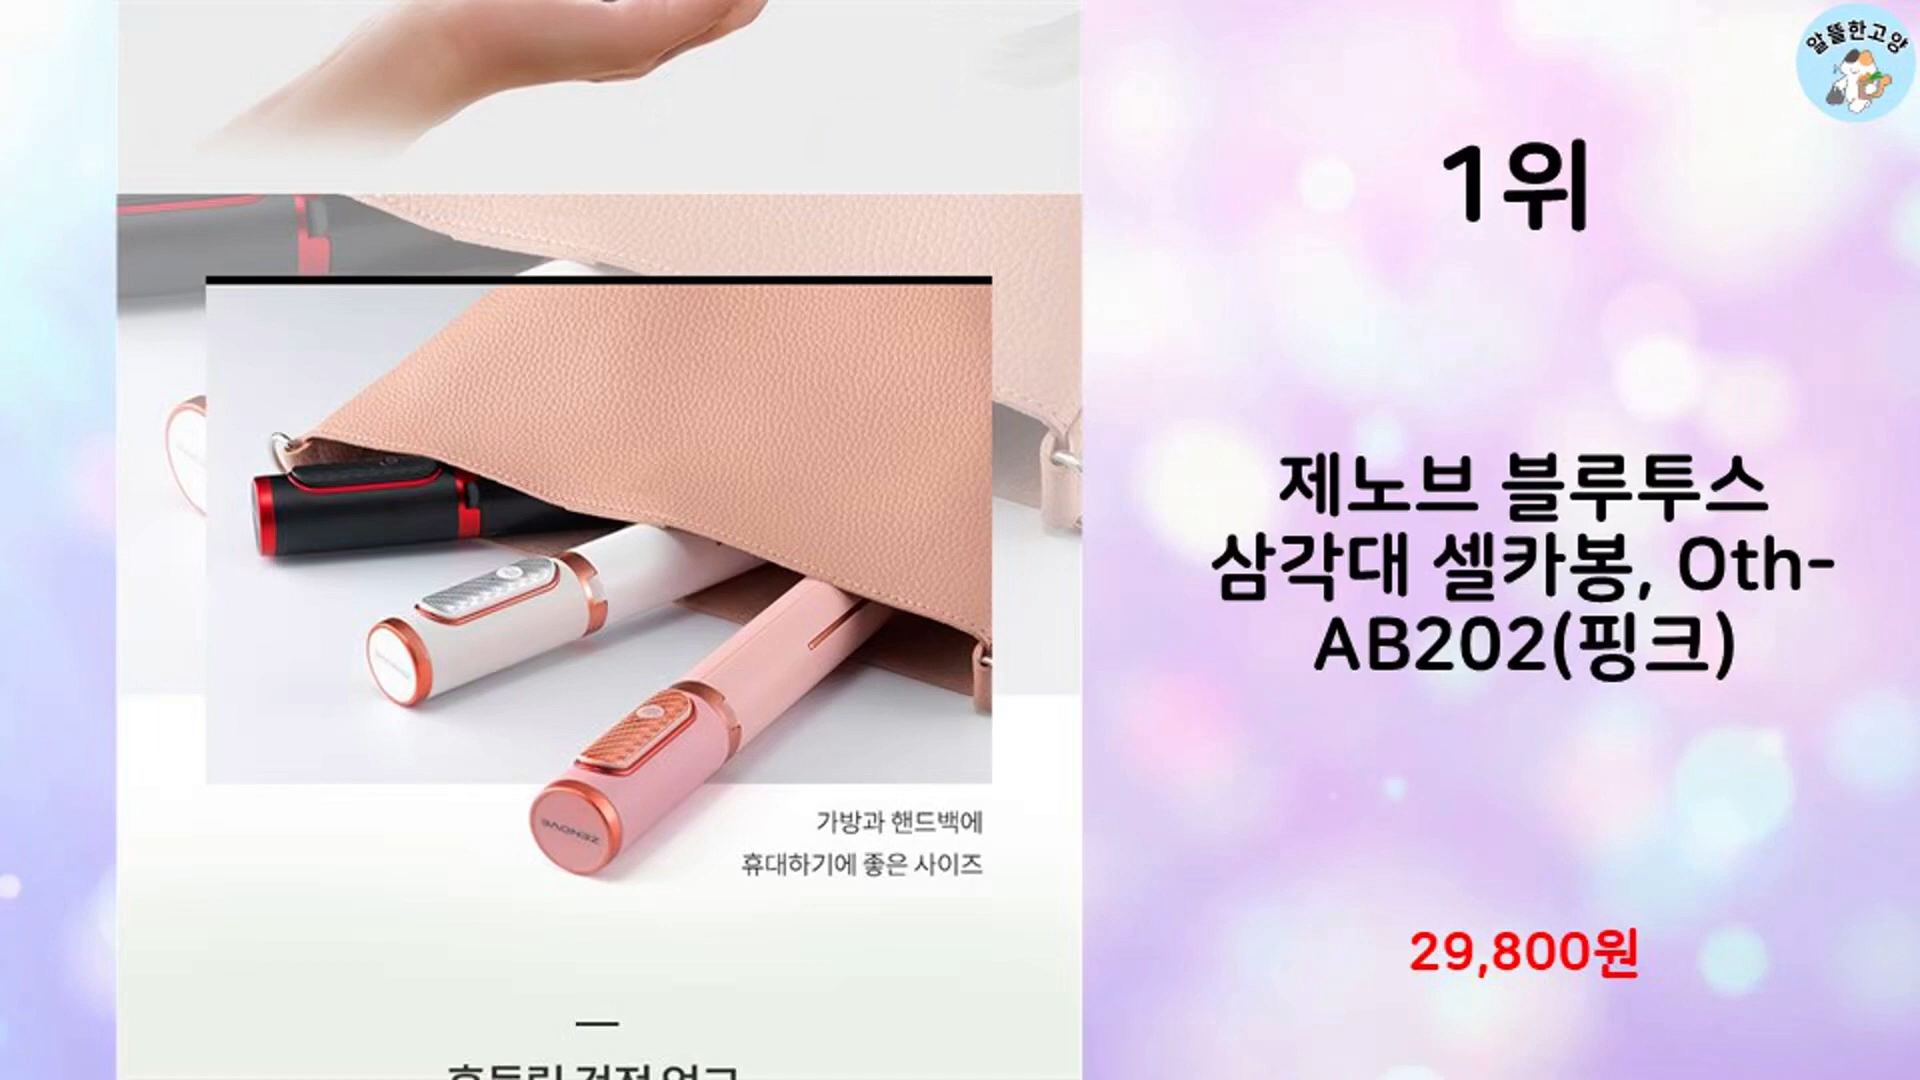 알뜰한고양
1위
제노브 블루투스
삼각대 셀카봉, Oth-
AB202(핑크)
29,800원
ZENOVE
가방과 핸드백에
휴대하기에 좋은 사이즈